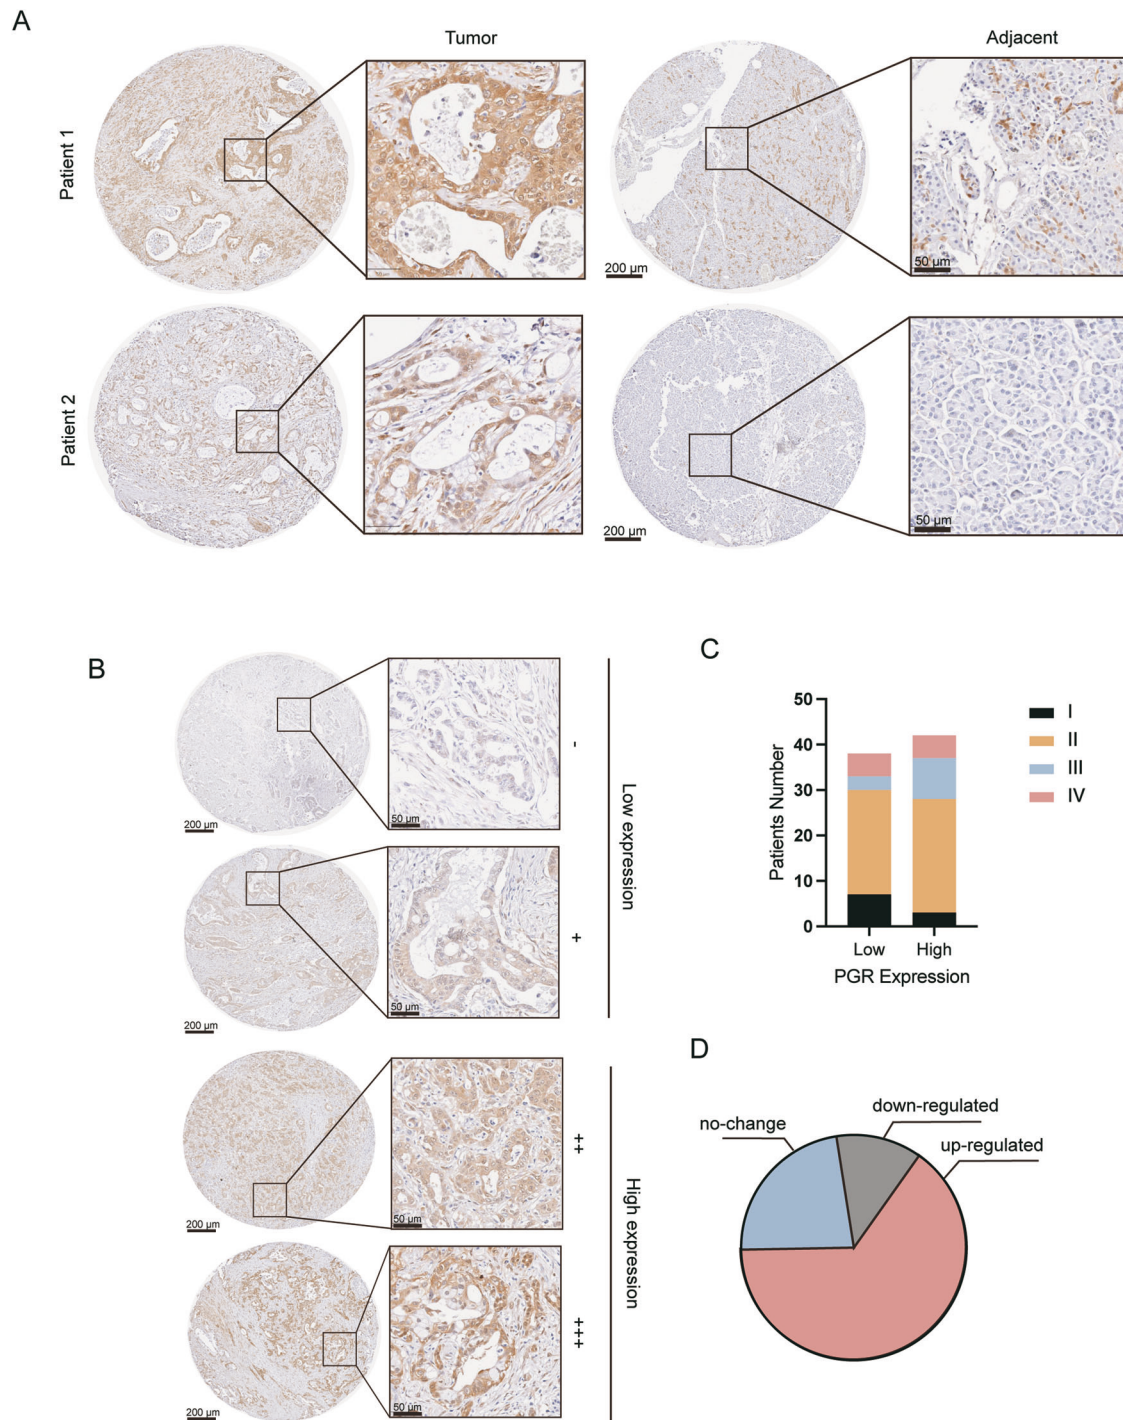 A
Tumor
Adjacent
Patient 1
200 µm
50 µm
Patient 2
200 µm
50 µm
B
-
200 µm
50 µm
Low expression
+
200 µm
50 µm
++
200 µm
50 µm
High expression
+++
200 µm
50 µm
C
50
40
30
20
10
0
Patients Number
Low
High
PGR Expression
I
II
III
IV
D
no-change
down-regulated
up-regulated